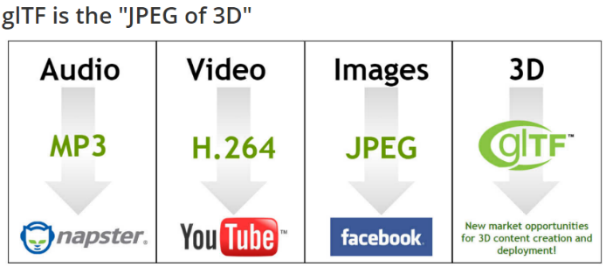 glTF is the "JPEG of 3D"
Audio
Video
Images
3D
MP3
H.264
JPEG
glTF™
napster.
YouTube™
facebook.
New market opportunities
for 3D content creation and
deployment!